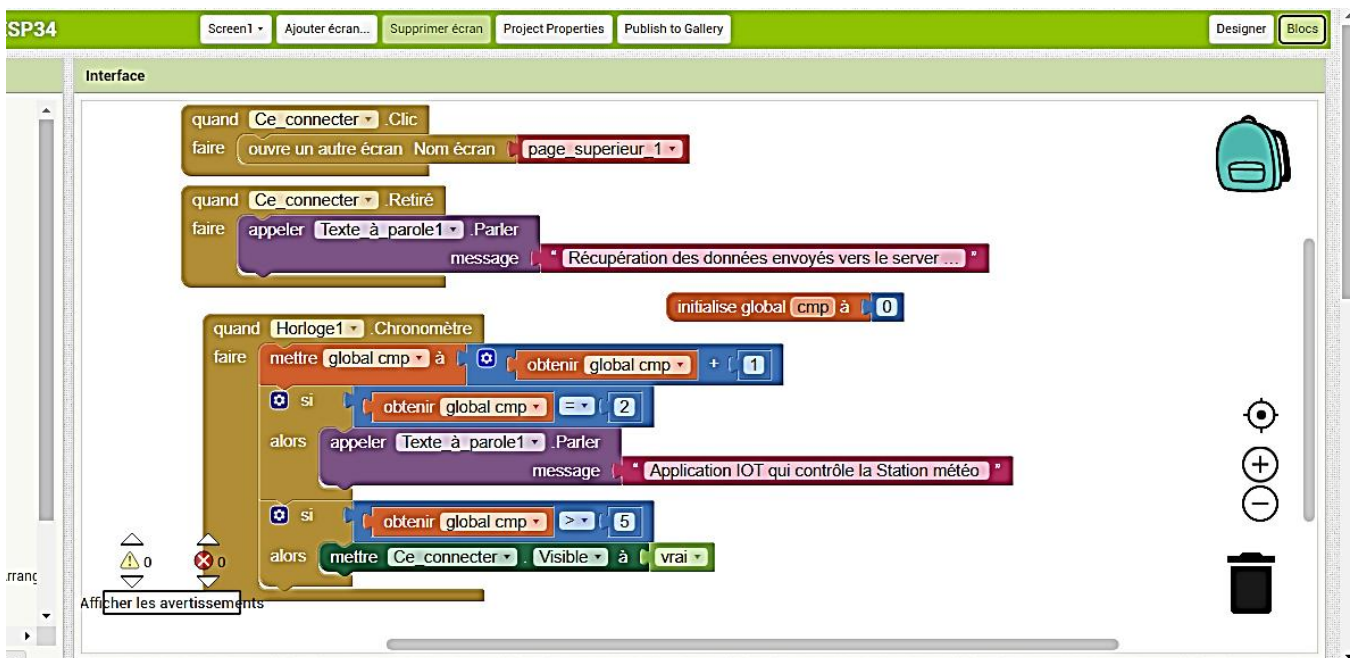 SP34 Screen1 Ajouter écran... Supprimer écran Project Properties Publish to Gallery Designer Blocs
Interface
quand Ce_connecter .Clic
faire ouvre un autre écran Nom écran page_superieur_1
quand Ce_connecter .Retiré
faire appeler Texte_à_parole1 .Parler
message " Récupération des données envoyés vers le server ... "
initialise global cmp à 0
quand Horloge1 .Chronomètre
faire mettre global cmp à obtenir global cmp + 1
si obtenir global cmp = 2
alors appeler Texte_à_parole1 .Parler
message " Application IOT qui contrôle la Station météo "
si obtenir global cmp > 5
alors mettre Ce_connecter . Visible à vrai
0 0
rrang
Afficher les avertissements